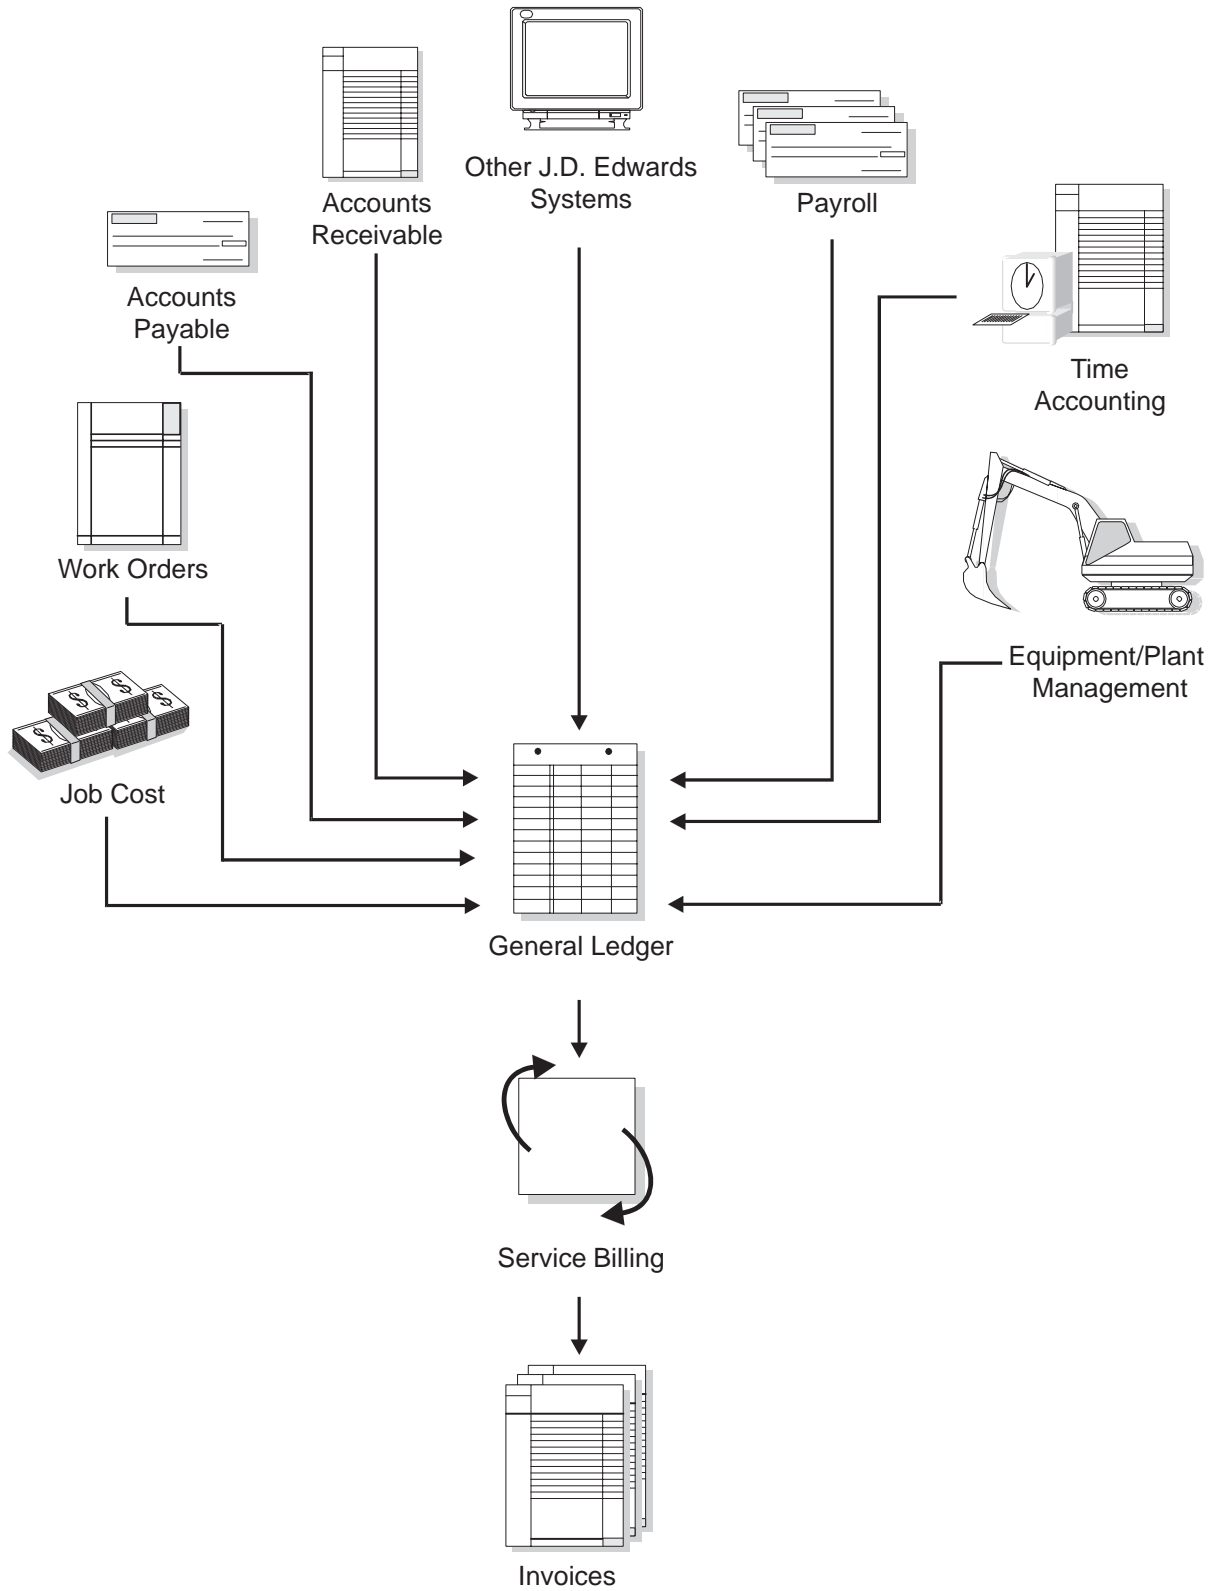 Other J.D. Edwards
Systems
Accounts
Receivable
Payroll
Accounts
Payable
Time
Accounting
Work Orders
Equipment/Plant
Management
Job Cost
General Ledger
Service Billing
Invoices